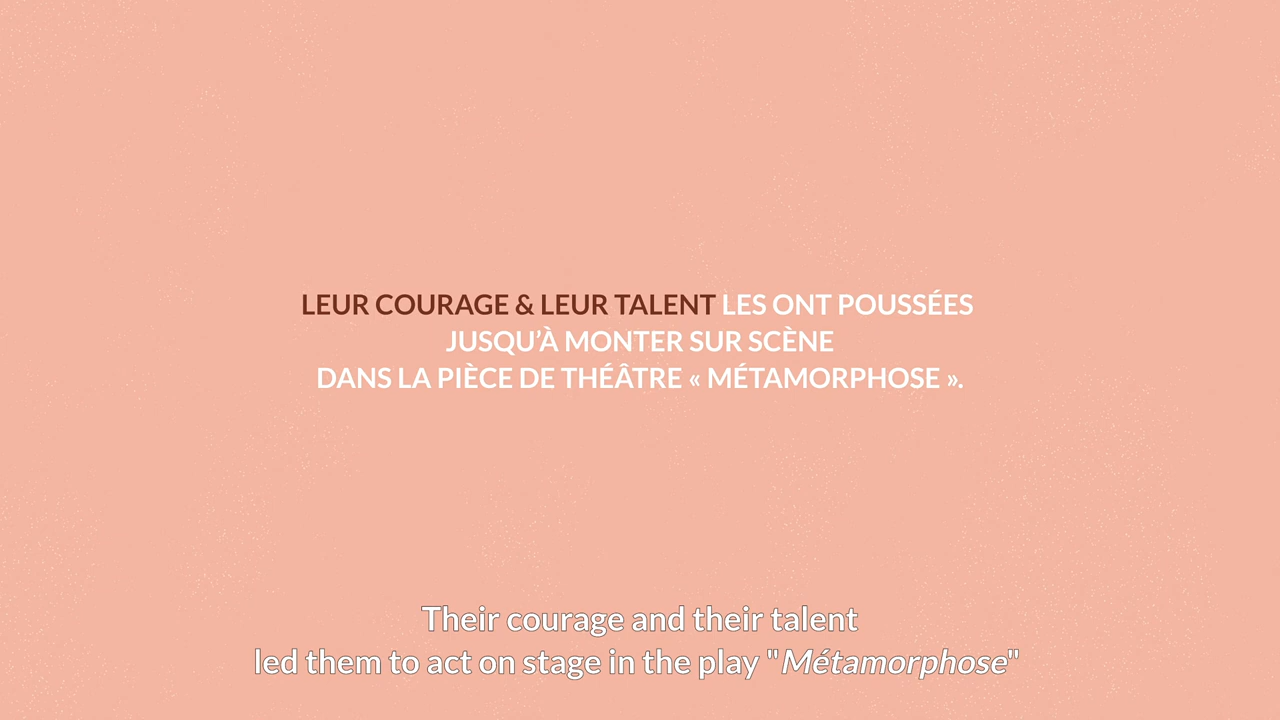 LEUR COURAGE & LEUR TALENT LES ONT POUSSÉES
JUSQU’À MONTER SUR SCÈNE
DANS LA PIÈCE DE THÉÂTRE « MÉTAMORPHOSE ».
Their courage and their talent
led them to act on stage in the play "Métamorphose"